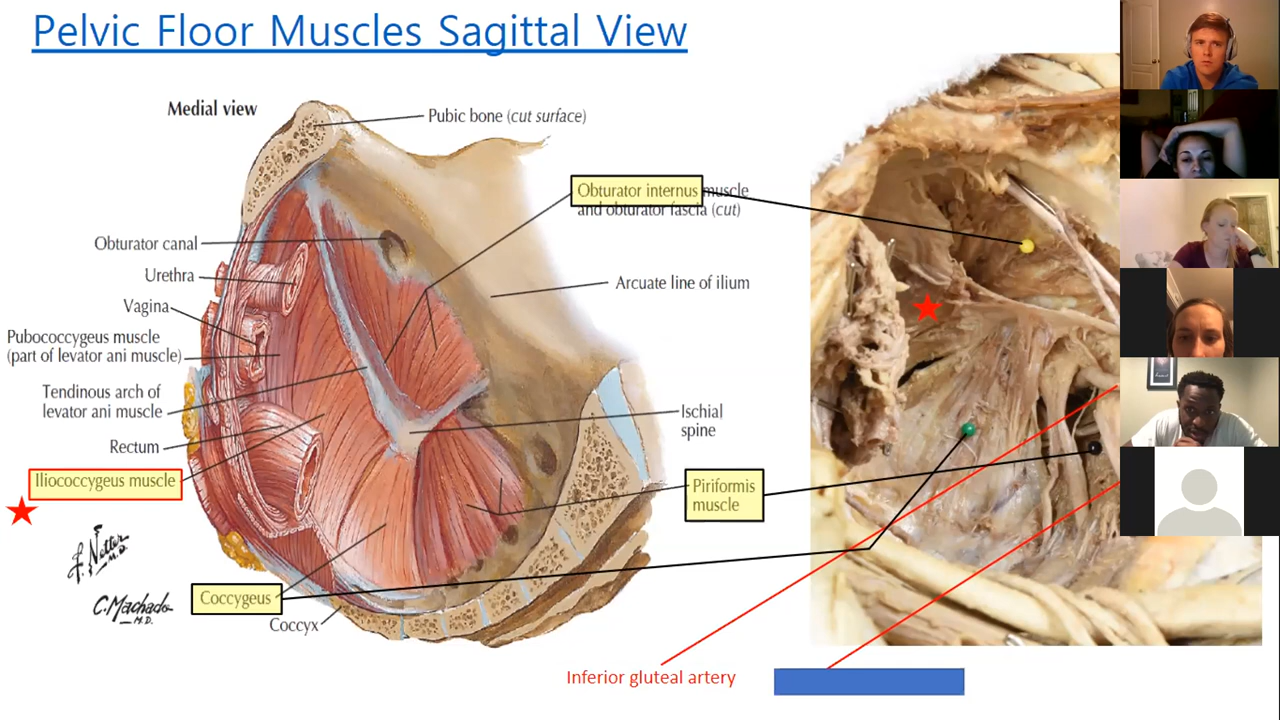 Pelvic Floor Muscles Sagittal View
Medial view
Pubic bone (cut surface)
Obturator internus muscle
and obturator fascia (cut)
Obturator canal
Urethra
Arcuate line of ilium
Vagina
Pubococcygeus muscle
(part of levator ani muscle)
Tendinous arch of
levator ani muscle
Ischial
spine
Rectum
Iliococcygeus muscle
Piriformis
muscle
F. Netter
M.D.
Coccygeus
C. Machado
M.D.
Coccyx
Inferior gluteal artery